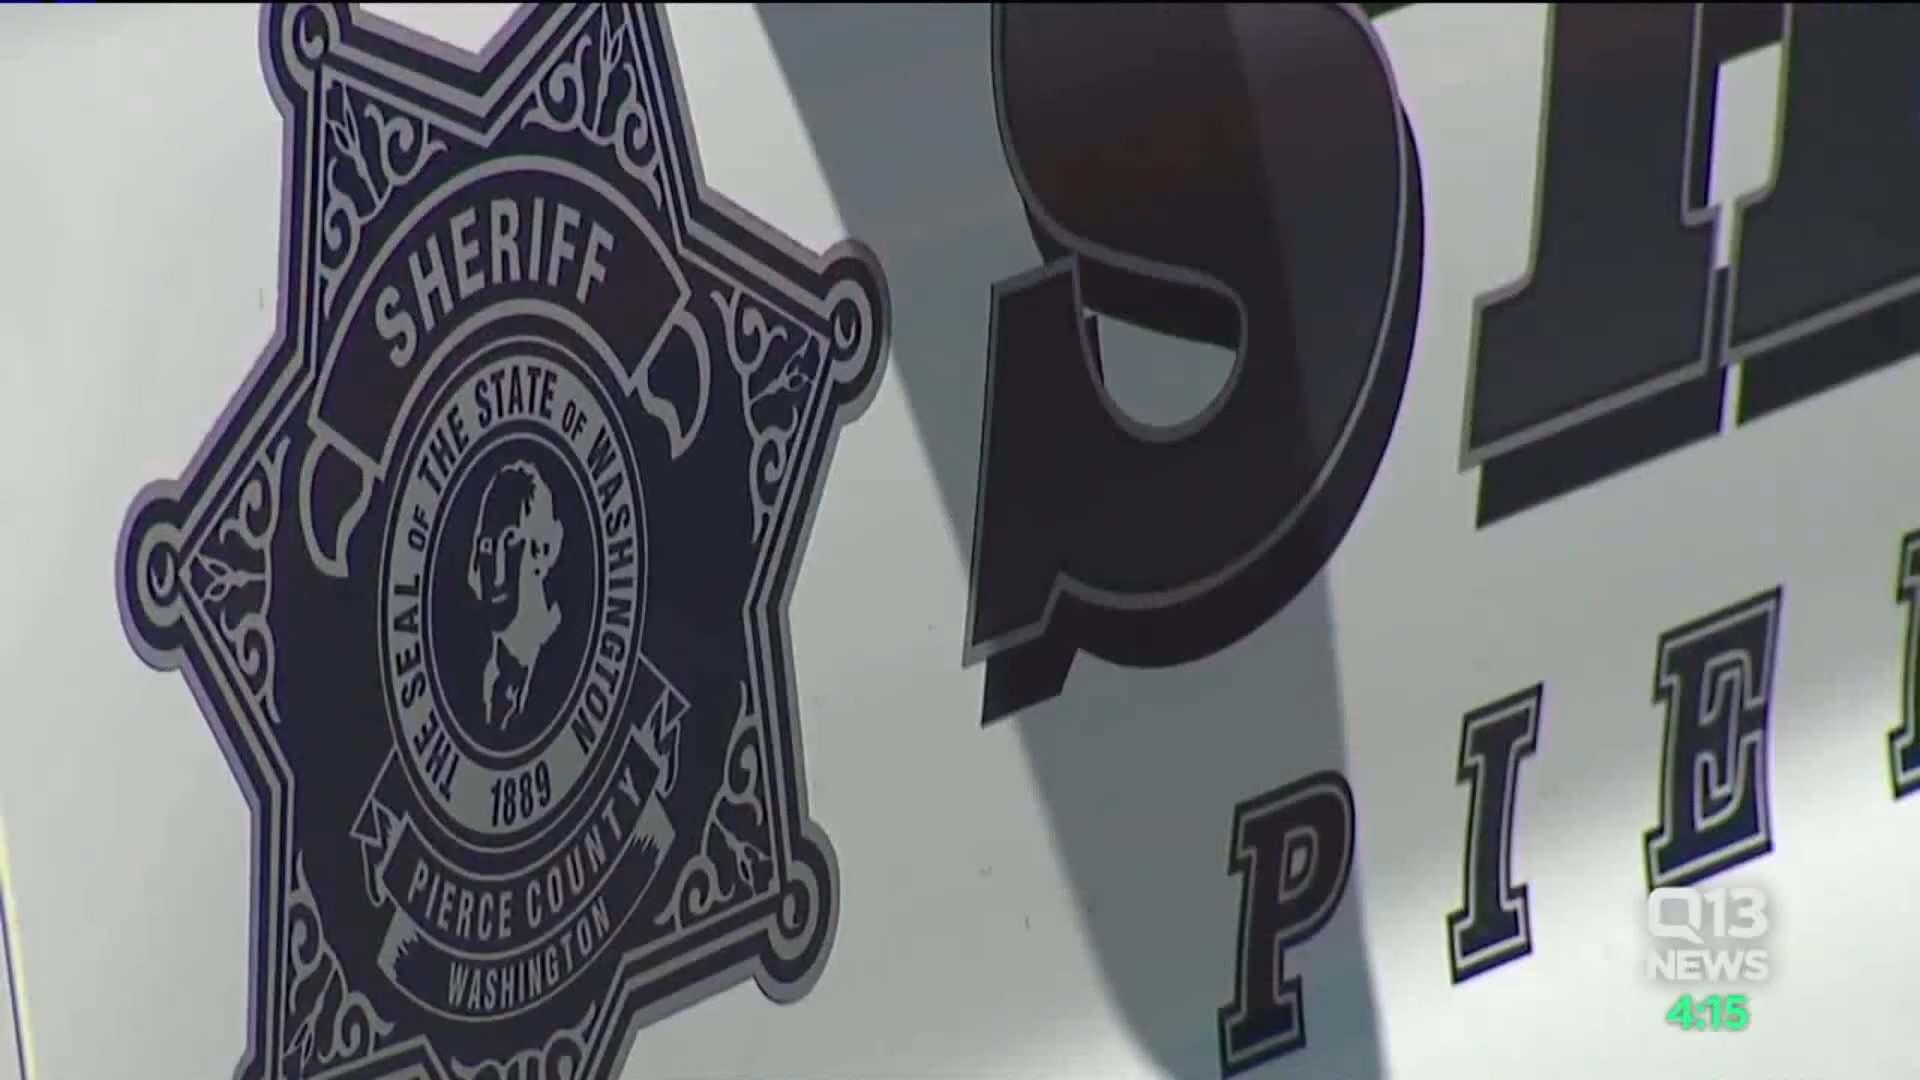 SHERIFF
THE SEAL OF THE STATE OF WASHINGTON
1889
PIERCE COUNTY
WASHINGTON
S
PIE
Q13
NEWS
4:15